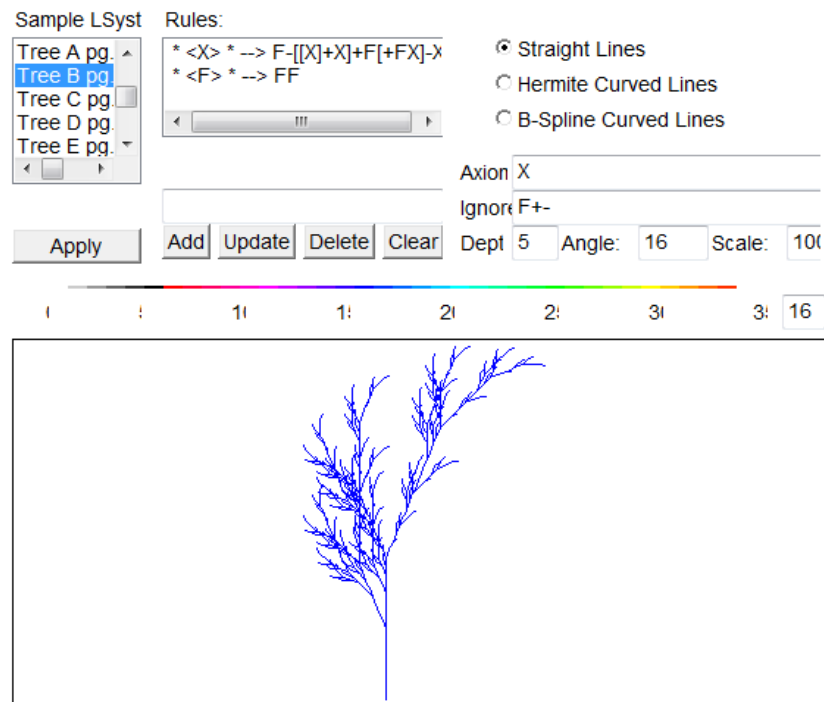 Sample LSyst Rules:
Tree A pg.
Tree B pg.
Tree C pg.
Tree D pg.
Tree E pg.
* <X> * --> F-[[X]+X]+F[+FX]-X
* <F> * --> FF
Straight Lines
Hermite Curved Lines
B-Spline Curved Lines
Axion X
Ignore F+-
Apply Add Update Delete Clear Dept 5 Angle: 16 Scale: 100
16